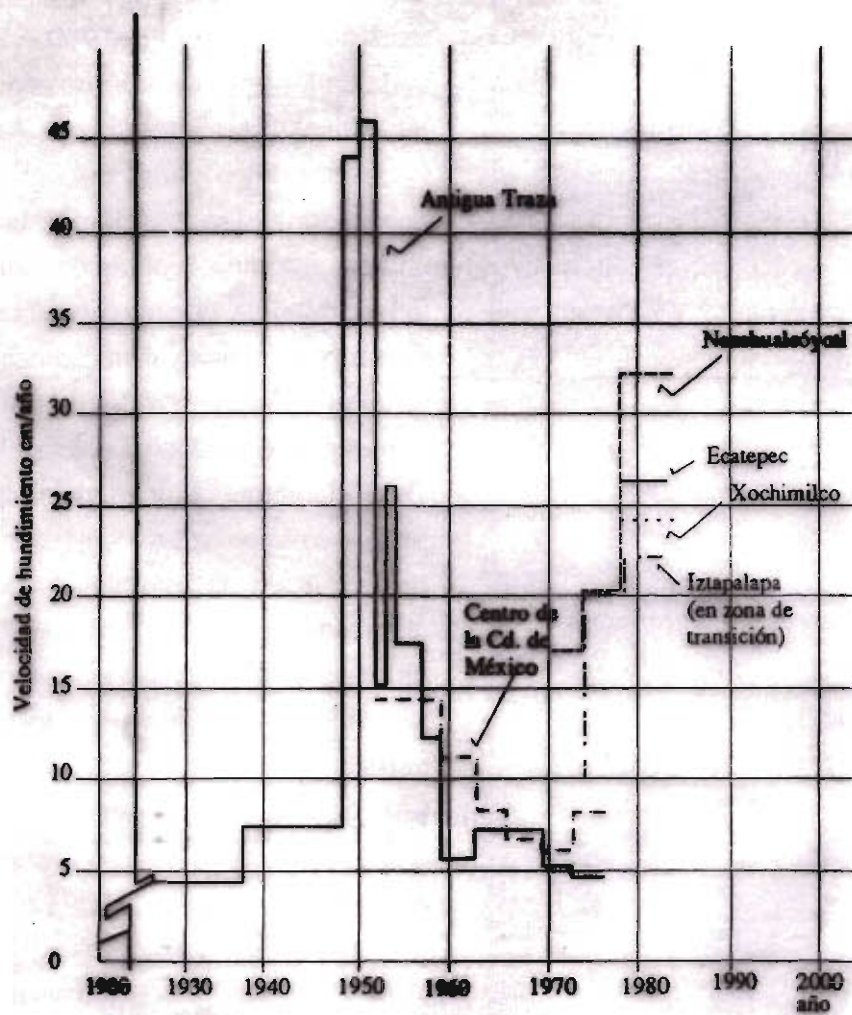 45
40
35
30
25
20
15
10
5
0
Velocidad de hundimiento cm/año
Antigua Traza
Nezahualcóyotl
Ecatepec
Xochimilco
Iztapalapa
(en zona de
transición)
Centro de
la Cd. de
México
1930
1940
1950
1960
1970
1980
1990
2000
año